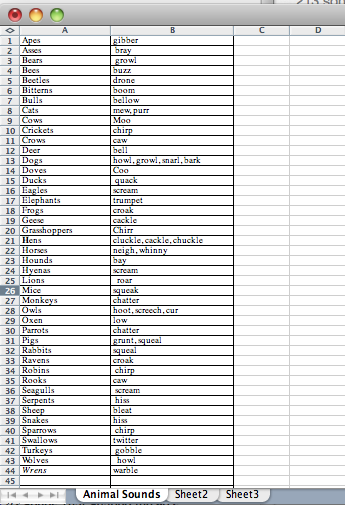 A B C D
1 Apes gibber
2 Asses bray
3 Bears growl
4 Bees buzz
5 Beetles drone
6 Bitterns boom
7 Bulls bellow
8 Cats mew, purr
9 Cows Moo
10 Crickets chirp
11 Crows caw
12 Deer bell
13 Dogs howl, growl, snarl, bark
14 Doves Coo
15 Ducks quack
16 Eagles scream
17 Elephants trumpet
18 Frogs croak
19 Geese cackle
20 Grasshoppers Chirr
21 Hens cluckle, cackle, chuckle
22 Horses neigh, whinny
23 Hounds bay
24 Hyenas scream
25 Lions roar
26 Mice squeak
27 Monkeys chatter
28 Owls hoot, screech, cur
29 Oxen low
30 Parrots chatter
31 Pigs grunt, squeal
32 Rabbits squeal
33 Ravens croak
34 Robins chirp
35 Rooks caw
36 Seagulls scream
37 Serpents hiss
38 Sheep bleat
39 Snakes hiss
40 Sparrows chirp
41 Swallows twitter
42 Turkeys gobble
43 Wolves howl
44 Wrens warble
45
Animal Sounds Sheet2 Sheet3